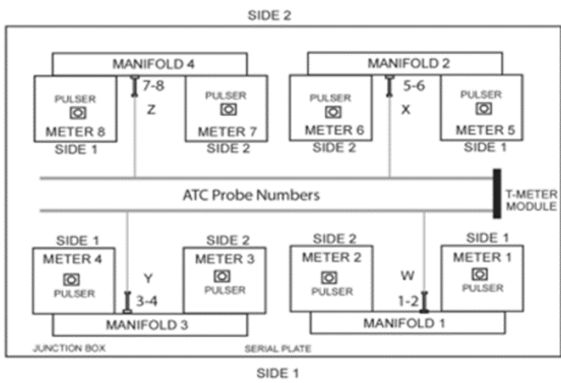 SIDE 2
MANIFOLD 4
MANIFOLD 2
PULSER
METER 8
SIDE 1
7-8
Z
PULSER
METER 7
SIDE 2
PULSER
METER 6
SIDE 2
5-6
X
PULSER
METER 5
SIDE 1
ATC Probe Numbers
T-METER
MODULE
SIDE 1
METER 4
PULSER
Y
3-4
SIDE 2
METER 3
PULSER
SIDE 2
METER 2
PULSER
W
1-2
SIDE 1
METER 1
PULSER
MANIFOLD 3
MANIFOLD 1
JUNCTION BOX
SERIAL PLATE
SIDE 1